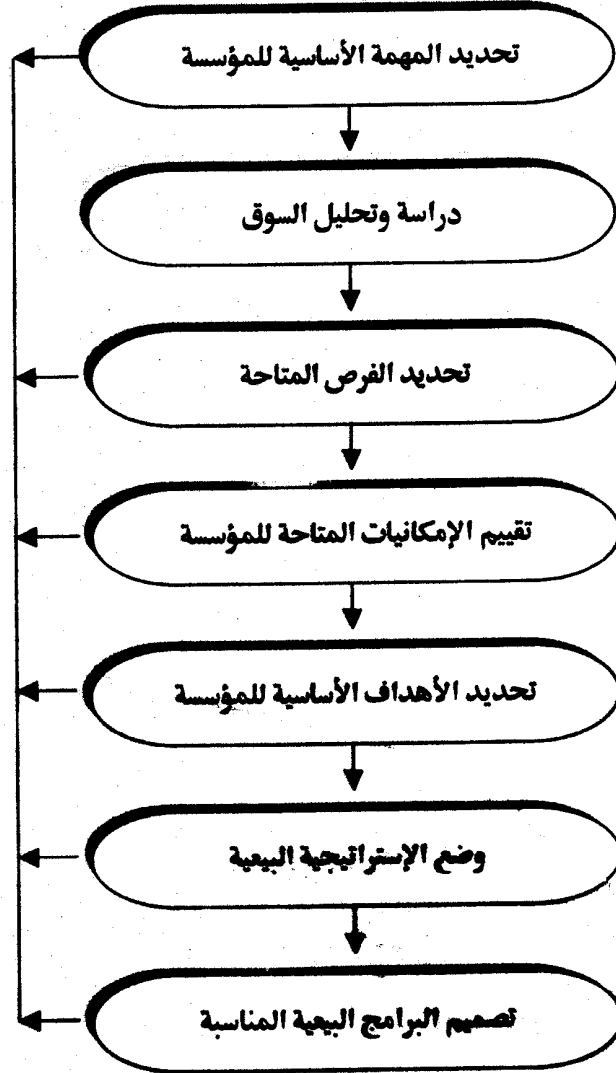 تحديد المهمة الأساسية للمؤسسة
دراسة وتحليل السوق
تحديد الفرص المتاحة
تقييم الإمكانيات المتاحة للمؤسسة
تحديد الأهداف الأساسية للمؤسسة
وضع الإستراتيجية البيعية
تصميم البرامج البيعية المناسبة